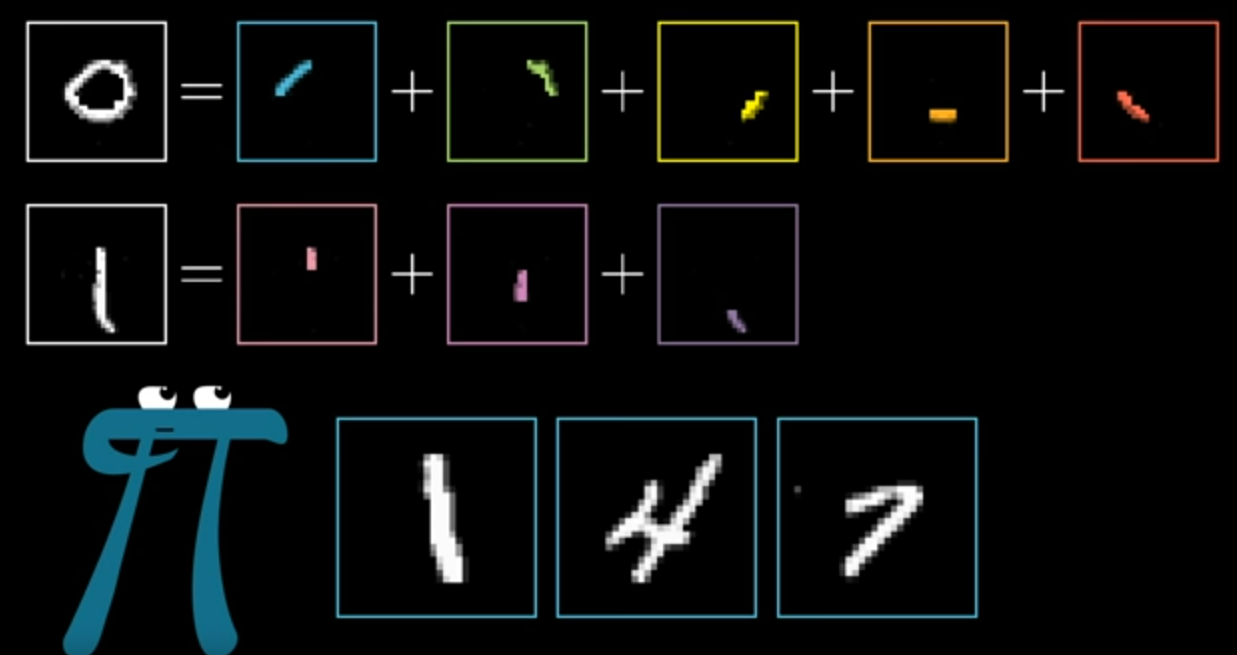 0 = + + + +
1 = + +
1 4 7